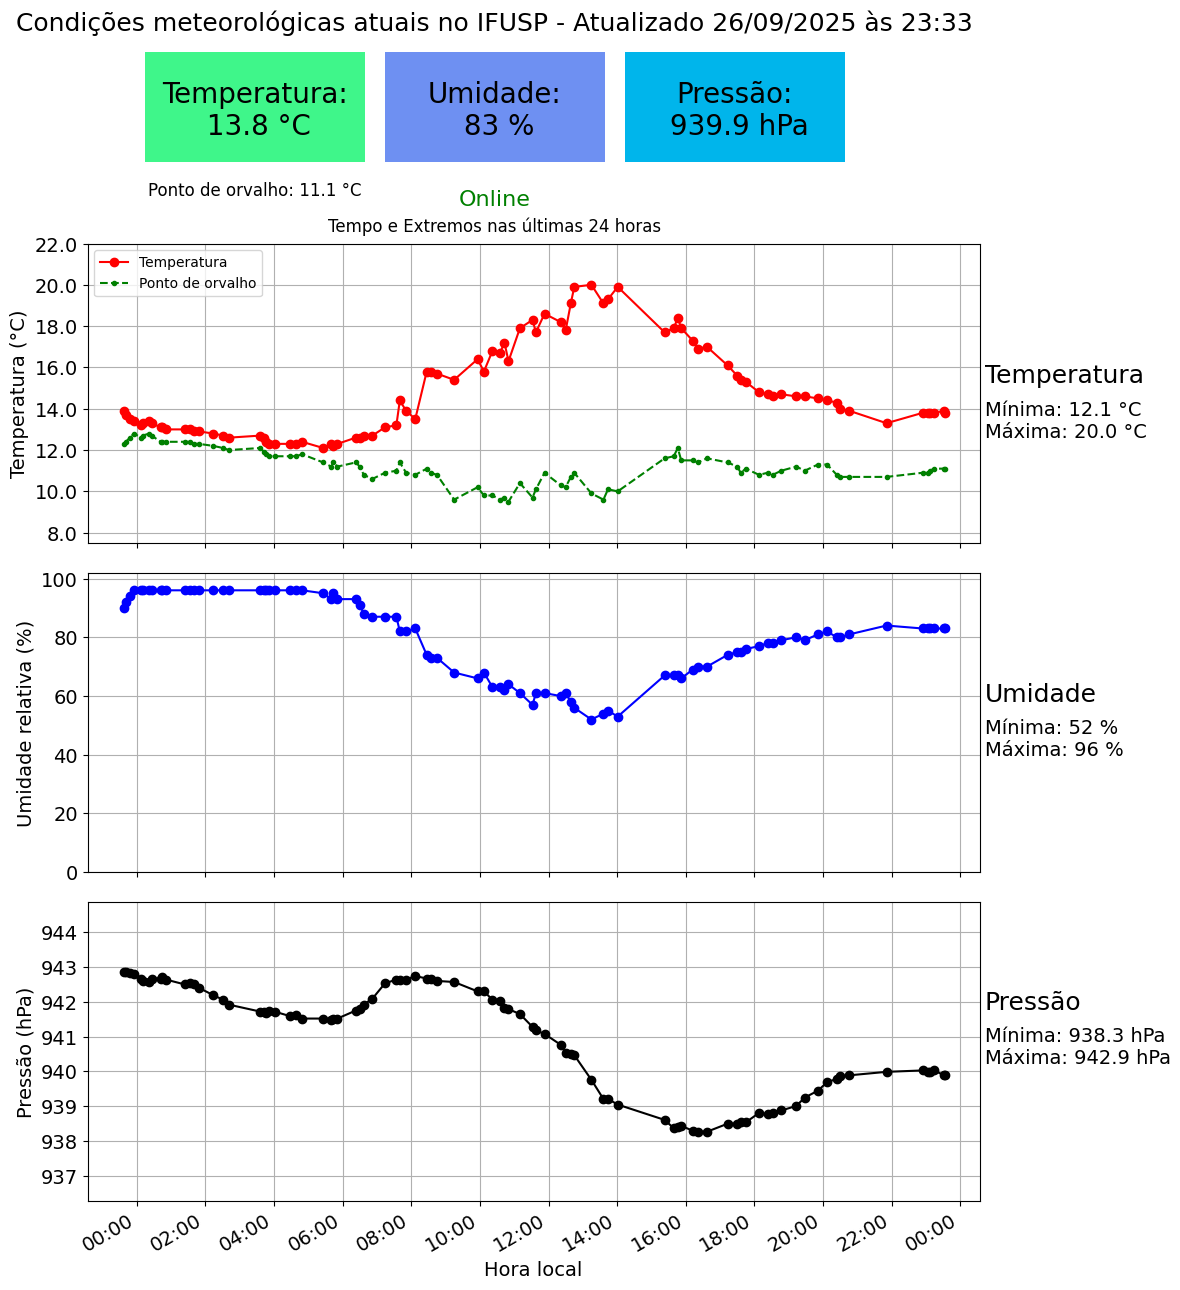 Condições meteorológicas atuais no IFUSP - Atualizado 26/09/2025 às 23:33
Temperatura:
13.8 °C
Umidade:
83 %
Pressão:
939.9 hPa
Ponto de orvalho: 11.1 °C
Online
Tempo e Extremos nas últimas 24 horas
Temperatura (°C)
22.0
20.0
18.0
16.0
14.0
12.0
10.0
8.0
Temperatura
Ponto de orvalho
Temperatura
Mínima: 12.1 °C
Máxima: 20.0 °C
Umidade relativa (%)
100
80
60
40
20
0
Umidade
Mínima: 52 %
Máxima: 96 %
Pressão (hPa)
944
943
942
941
940
939
938
937
Pressão
Mínima: 938.3 hPa
Máxima: 942.9 hPa
00:00 02:00 04:00 06:00 08:00 10:00 12:00 14:00 16:00 18:00 20:00 22:00 00:00
Hora local